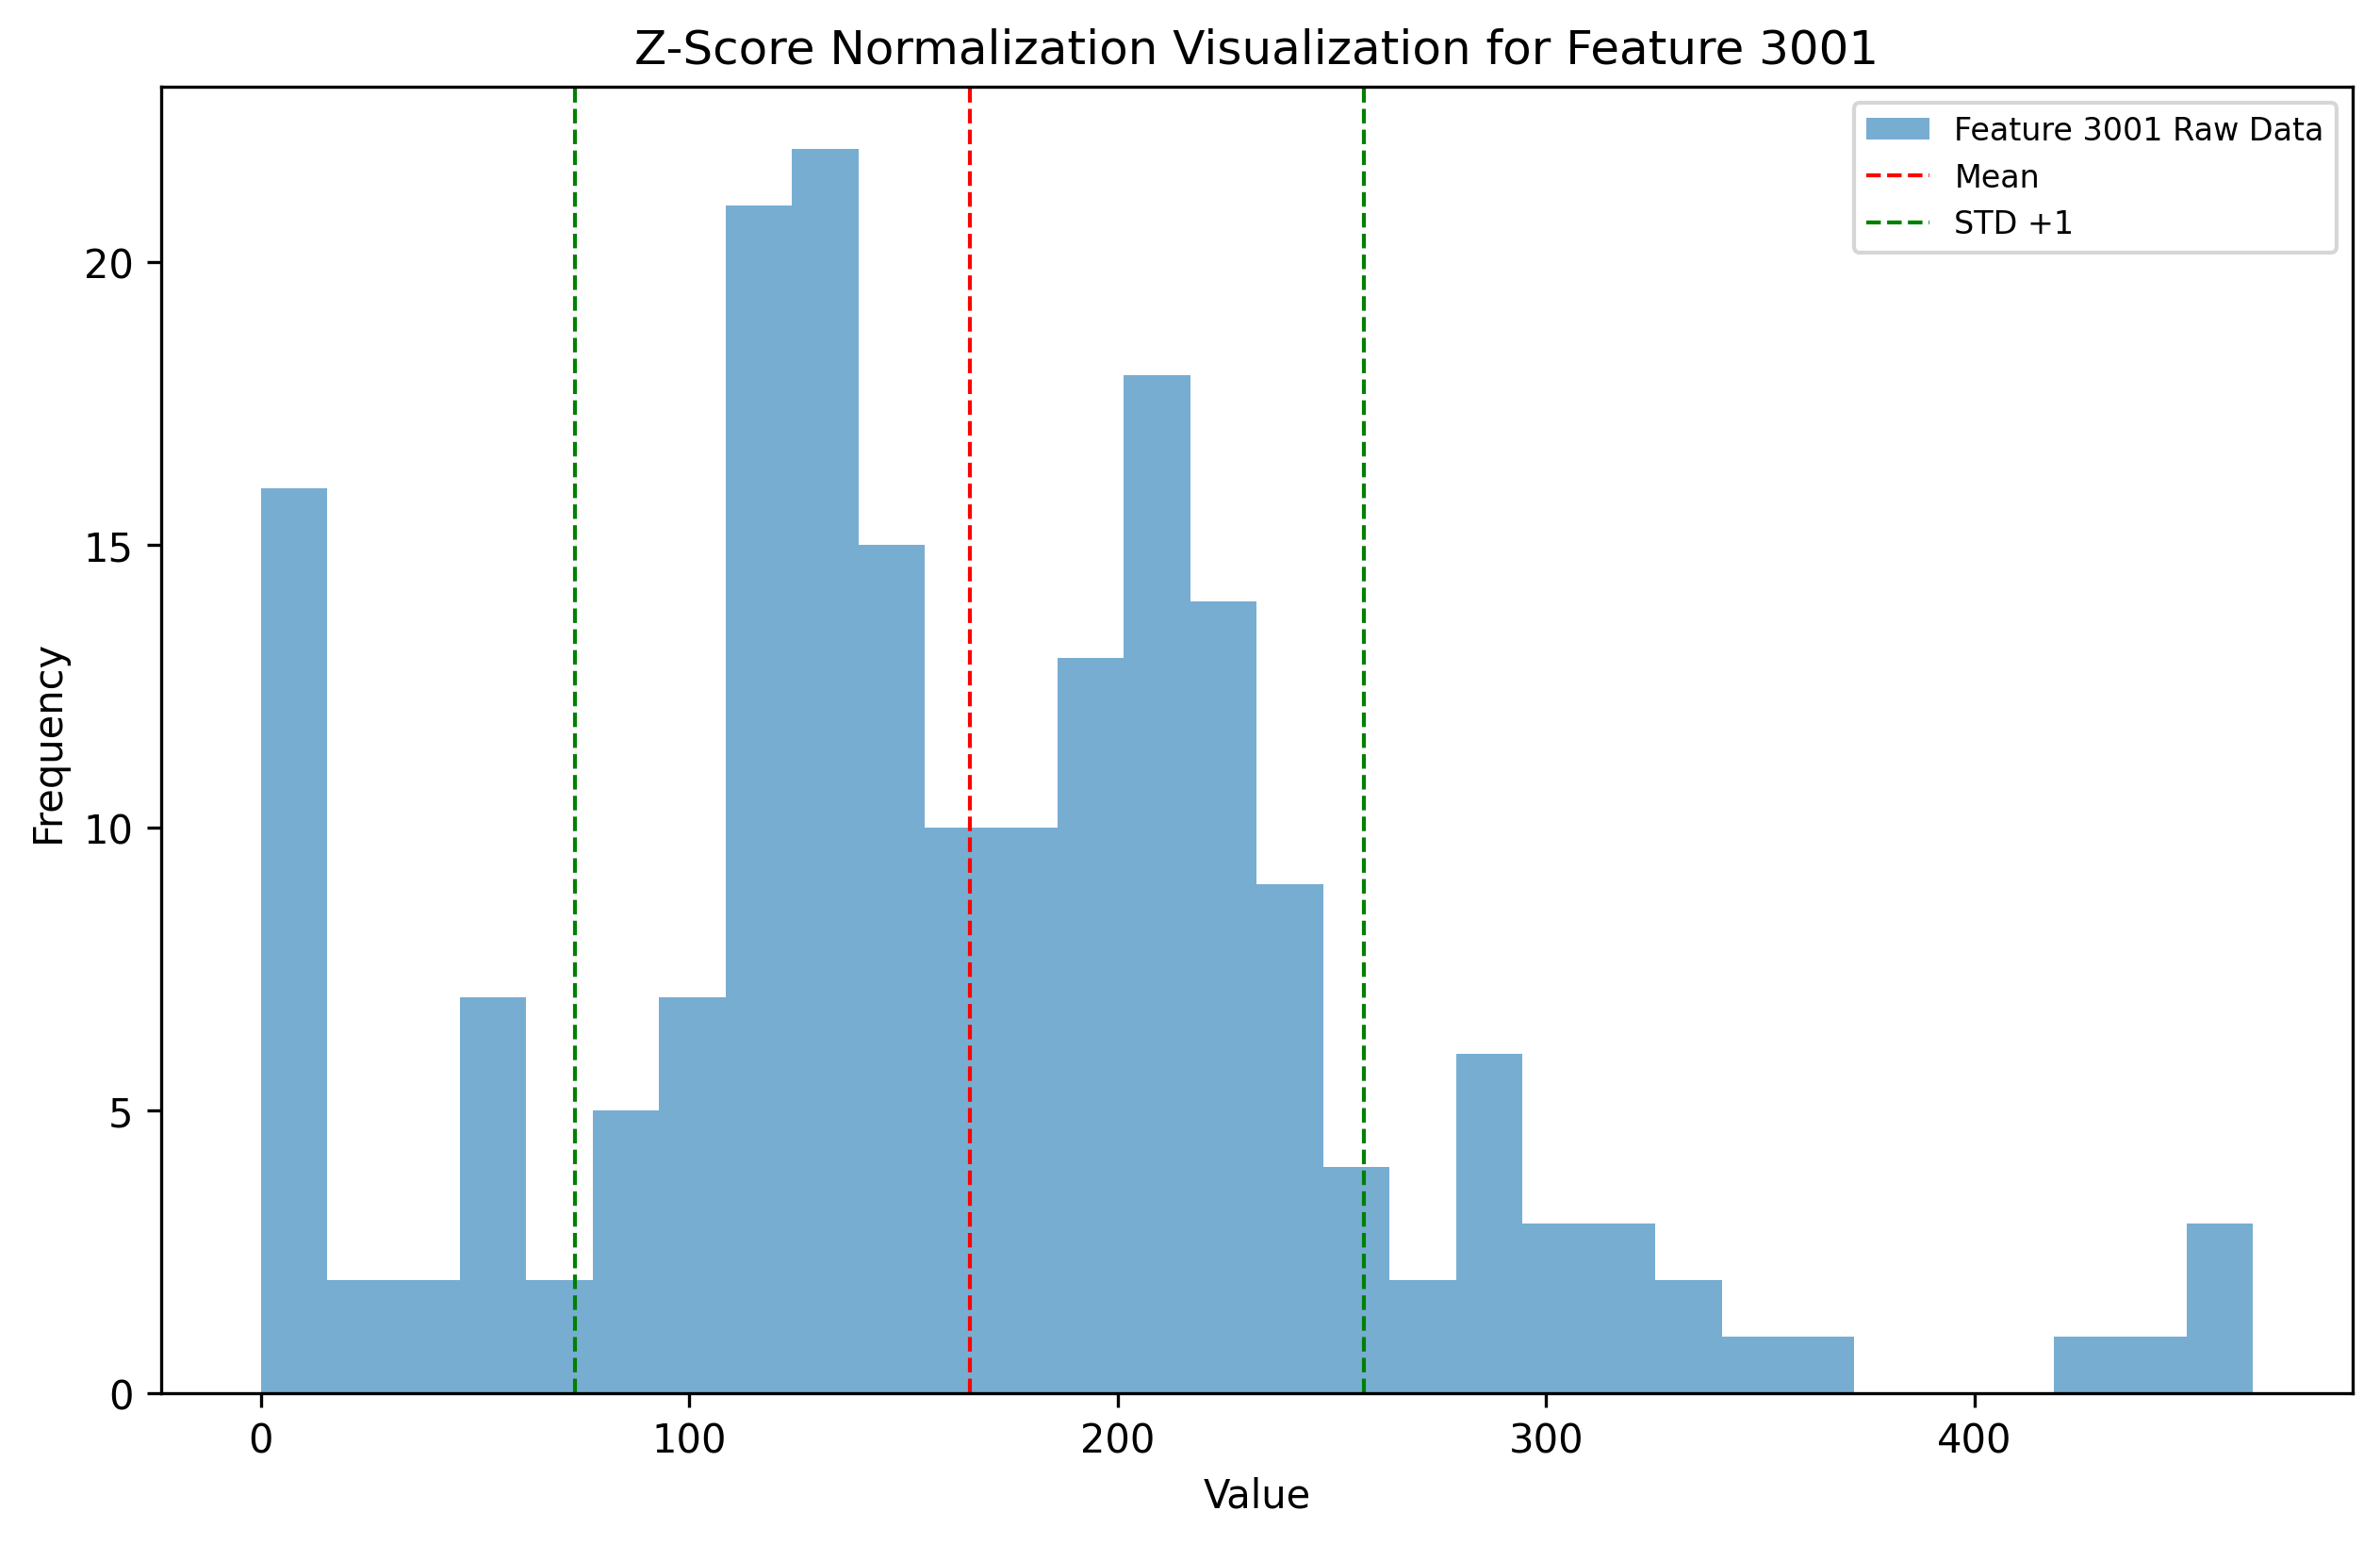 Z-Score Normalization Visualization for Feature 3001
Feature 3001 Raw Data
Mean
STD +1
Frequency
20
15
10
5
0
0 100 200 300 400
Value